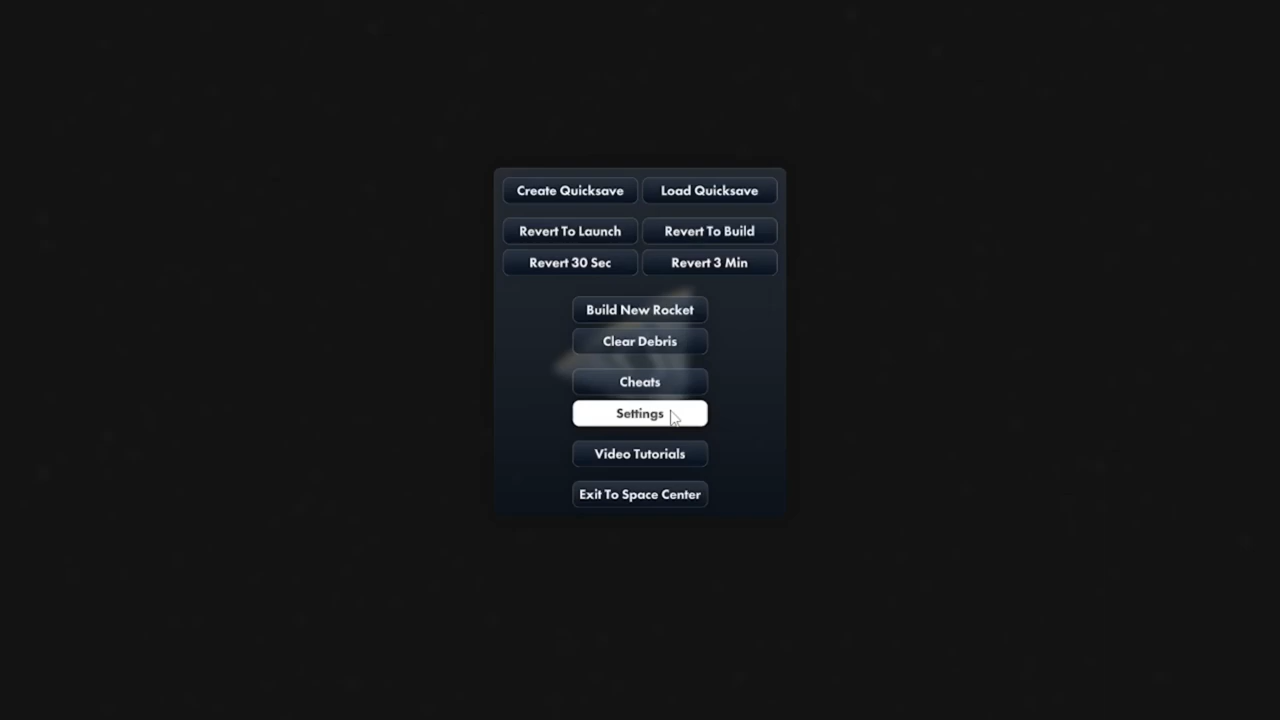 Create Quicksave Load Quicksave
Revert To Launch Revert To Build
Revert 30 Sec Revert 3 Min
Build New Rocket
Clear Debris
Cheats
Settings
Video Tutorials
Exit To Space Center